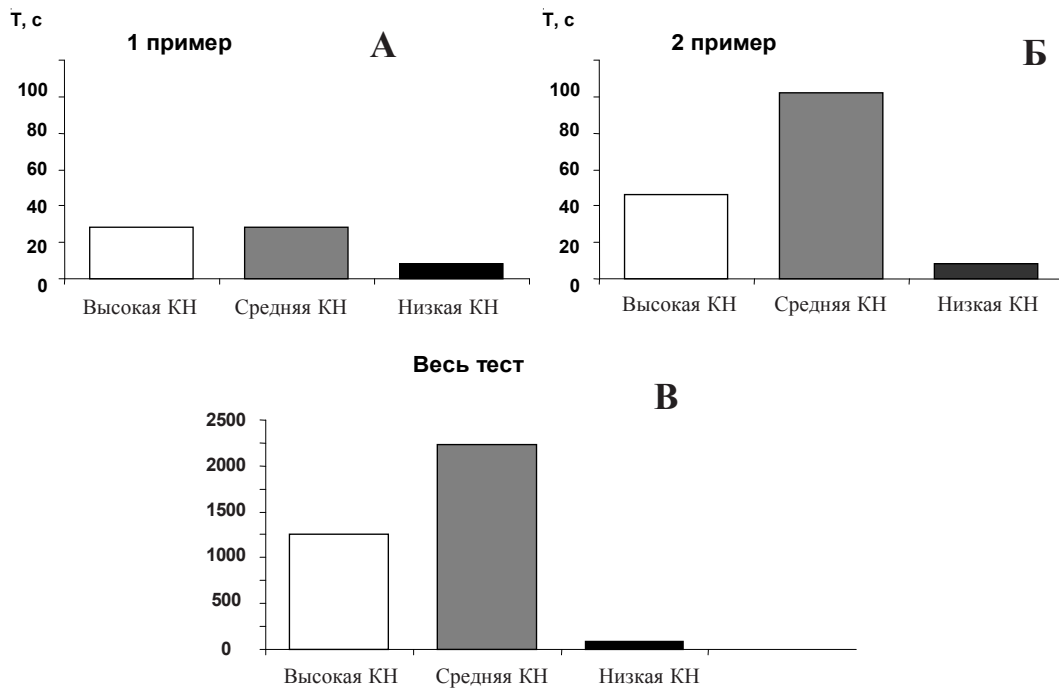 Т, с
1 пример
А
100
80
60
40
20
0
Высокая КН
Средняя КН
Низкая КН
Т, с
2 пример
Б
100
80
60
40
20
0
Высокая КН
Средняя КН
Низкая КН
Весь тест
В
2500
2000
1500
1000
500
0
Высокая КН
Средняя КН
Низкая КН